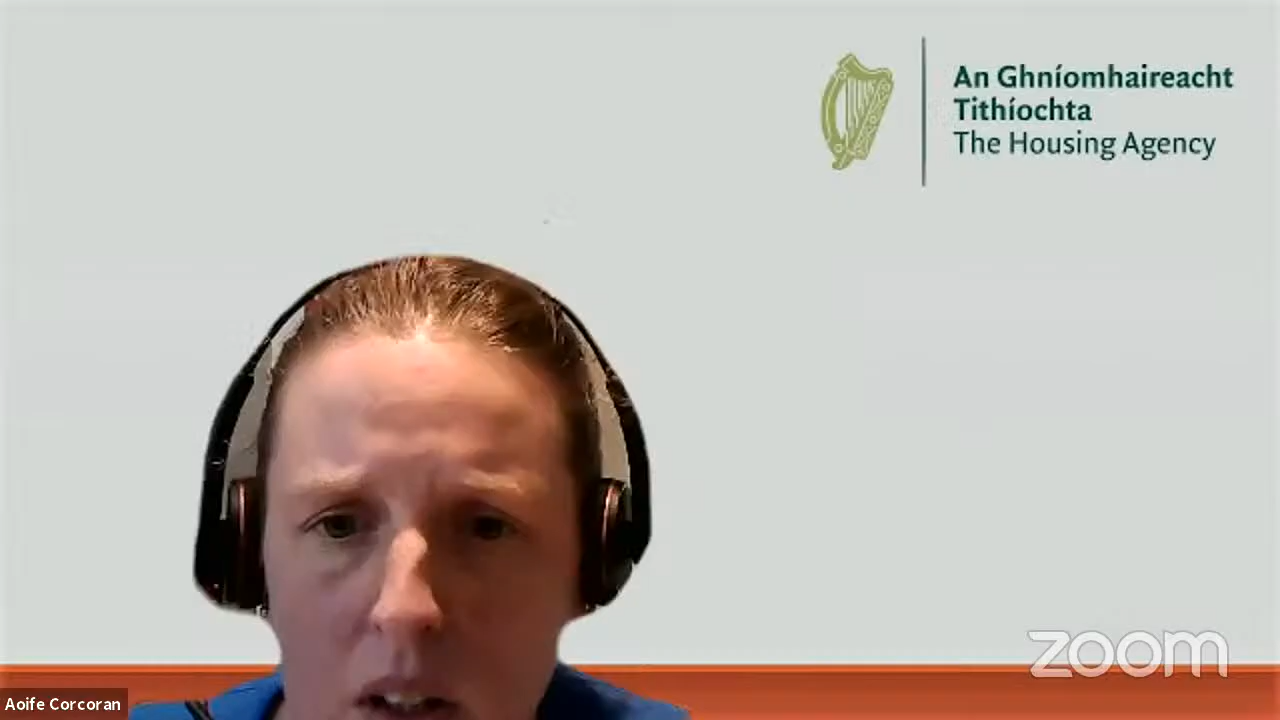 An Ghníomhaireacht
Tithíochta
The Housing Agency
zoom
Aoife Corcoran